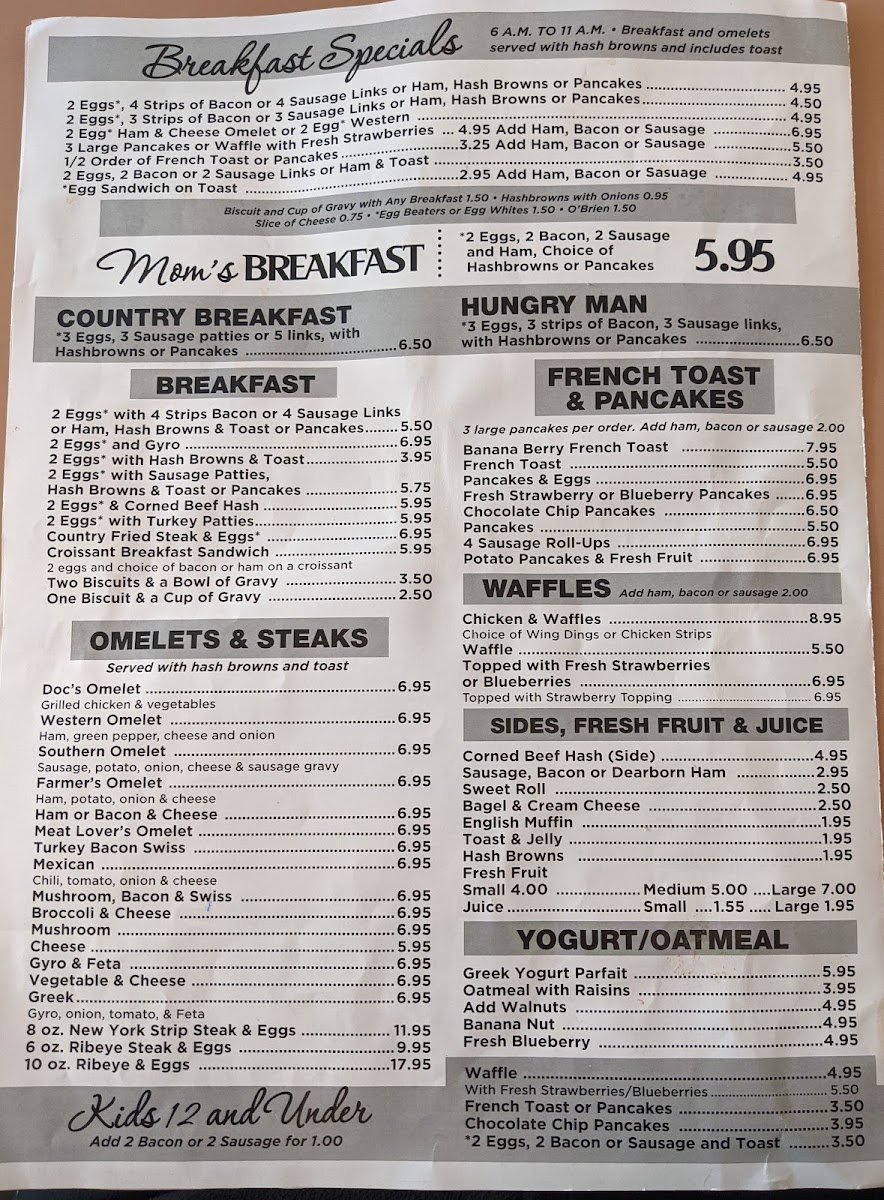 Breakfast Specials
6 A.M. TO 11 A.M. • Breakfast and omelets
served with hash browns and includes toast
2 Eggs*, 4 Strips of Bacon or 4 Sausage Links or Ham, Hash Browns or Pancakes ... 4.95
2 Eggs*, 3 Strips of Bacon or 3 Sausage Links or Ham, Hash Browns or Pancakes... 4.50
2 Egg* Ham & Cheese Omelet or 2 Egg* Western ... 4.95
3 Large Pancakes or Waffle with Fresh Strawberries ... 4.95 Add Ham, Bacon or Sausage ... 6.95
1/2 Order of French Toast or Pancakes ... 3.25 Add Ham, Bacon or Sausage ... 5.50
2 Eggs, 2 Bacon or 2 Sausage Links or Ham & Toast ... 3.50
*Egg Sandwich on Toast ... 2.95 Add Ham, Bacon or Sasuage ... 4.95
Biscuit and Cup of Gravy with Any Breakfast 1.50 • Hashbrowns with Onions 0.95
Slice of Cheese 0.75 • *Egg Beaters or Egg Whites 1.50 • O'Brien 1.50
Mom's BREAKFAST
*2 Eggs, 2 Bacon, 2 Sausage
and Ham, Choice of
Hashbrowns or Pancakes
5.95
COUNTRY BREAKFAST
*3 Eggs, 3 Sausage patties or 5 links, with
Hashbrowns or Pancakes ... 6.50
HUNGRY MAN
*3 Eggs, 3 strips of Bacon, 3 Sausage links,
with Hashbrowns or Pancakes ... 6.50
BREAKFAST
2 Eggs* with 4 Strips Bacon or 4 Sausage Links
or Ham, Hash Browns & Toast or Pancakes... 5.50
2 Eggs* and Gyro ... 6.95
2 Eggs* with Hash Browns & Toast... 3.95
2 Eggs* with Sausage Patties,
Hash Browns & Toast or Pancakes ... 5.75
2 Eggs* & Corned Beef Hash ... 5.95
2 Eggs* with Turkey Patties... 5.95
Country Fried Steak & Eggs* ... 6.95
Croissant Breakfast Sandwich ... 5.95
2 eggs and choice of bacon or ham on a croissant
Two Biscuits & a Bowl of Gravy ... 3.50
One Biscuit & a Cup of Gravy ... 2.50
OMELETS & STEAKS
Served with hash browns and toast
Doc's Omelet ... 6.95
Grilled chicken & vegetables
Western Omelet ... 6.95
Ham, green pepper, cheese and onion
Southern Omelet ... 6.95
Sausage, potato, onion, cheese & sausage gravy
Farmer's Omelet ... 6.95
Ham, potato, onion & cheese
Ham or Bacon & Cheese ... 6.95
Meat Lover's Omelet ... 6.95
Turkey Bacon Swiss ... 6.95
Mexican ... 6.95
Chili, tomato, onion & cheese
Mushroom, Bacon & Swiss ... 6.95
Broccoli & Cheese ... 6.95
Mushroom ... 6.95
Cheese ... 5.95
Gyro & Feta ... 6.95
Vegetable & Cheese ... 6.95
Greek... 6.95
Gyro, onion, tomato, & Feta
8 oz. New York Strip Steak & Eggs ... 11.95
6 oz. Ribeye Steak & Eggs ... 9.95
10 oz. Ribeye & Eggs ... 17.95
FRENCH TOAST
& PANCAKES
3 large pancakes per order. Add ham, bacon or sausage 2.00
Banana Berry French Toast ... 7.95
French Toast ... 5.50
Pancakes & Eggs ... 6.95
Fresh Strawberry or Blueberry Pancakes ... 6.95
Chocolate Chip Pancakes ... 6.50
Pancakes ... 5.50
4 Sausage Roll-Ups ... 6.95
Potato Pancakes & Fresh Fruit ... 6.95
WAFFLES Add ham, bacon or sausage 2.00
Chicken & Waffles ... 8.95
Choice of Wing Dings or Chicken Strips
Waffle ... 5.50
Topped with Fresh Strawberries
or Blueberries ... 6.95
Topped with Strawberry Topping ... 6.95
SIDES, FRESH FRUIT & JUICE
Corned Beef Hash (Side) ... 4.95
Sausage, Bacon or Dearborn Ham ... 2.95
Sweet Roll ... 2.50
Bagel & Cream Cheese ... 2.50
English Muffin ... 1.95
Toast & Jelly ... 1.95
Hash Browns ... 1.95
Fresh Fruit
Small 4.00 ... Medium 5.00 .... Large 7.00
Juice ... Small .... 1.55 ..... Large 1.95
YOGURT/OATMEAL
Greek Yogurt Parfait ... 5.95
Oatmeal with Raisins ... 3.95
Add Walnuts ... 4.95
Banana Nut ... 4.95
Fresh Blueberry ... 4.95
Kids 12 and Under
Add 2 Bacon or 2 Sausage for 1.00
Waffle ... 4.95
With Fresh Strawberries/Blueberries ... 5.50
French Toast or Pancakes ... 3.50
Chocolate Chip Pancakes ... 3.95
*2 Eggs, 2 Bacon or Sausage and Toast ... 3.50